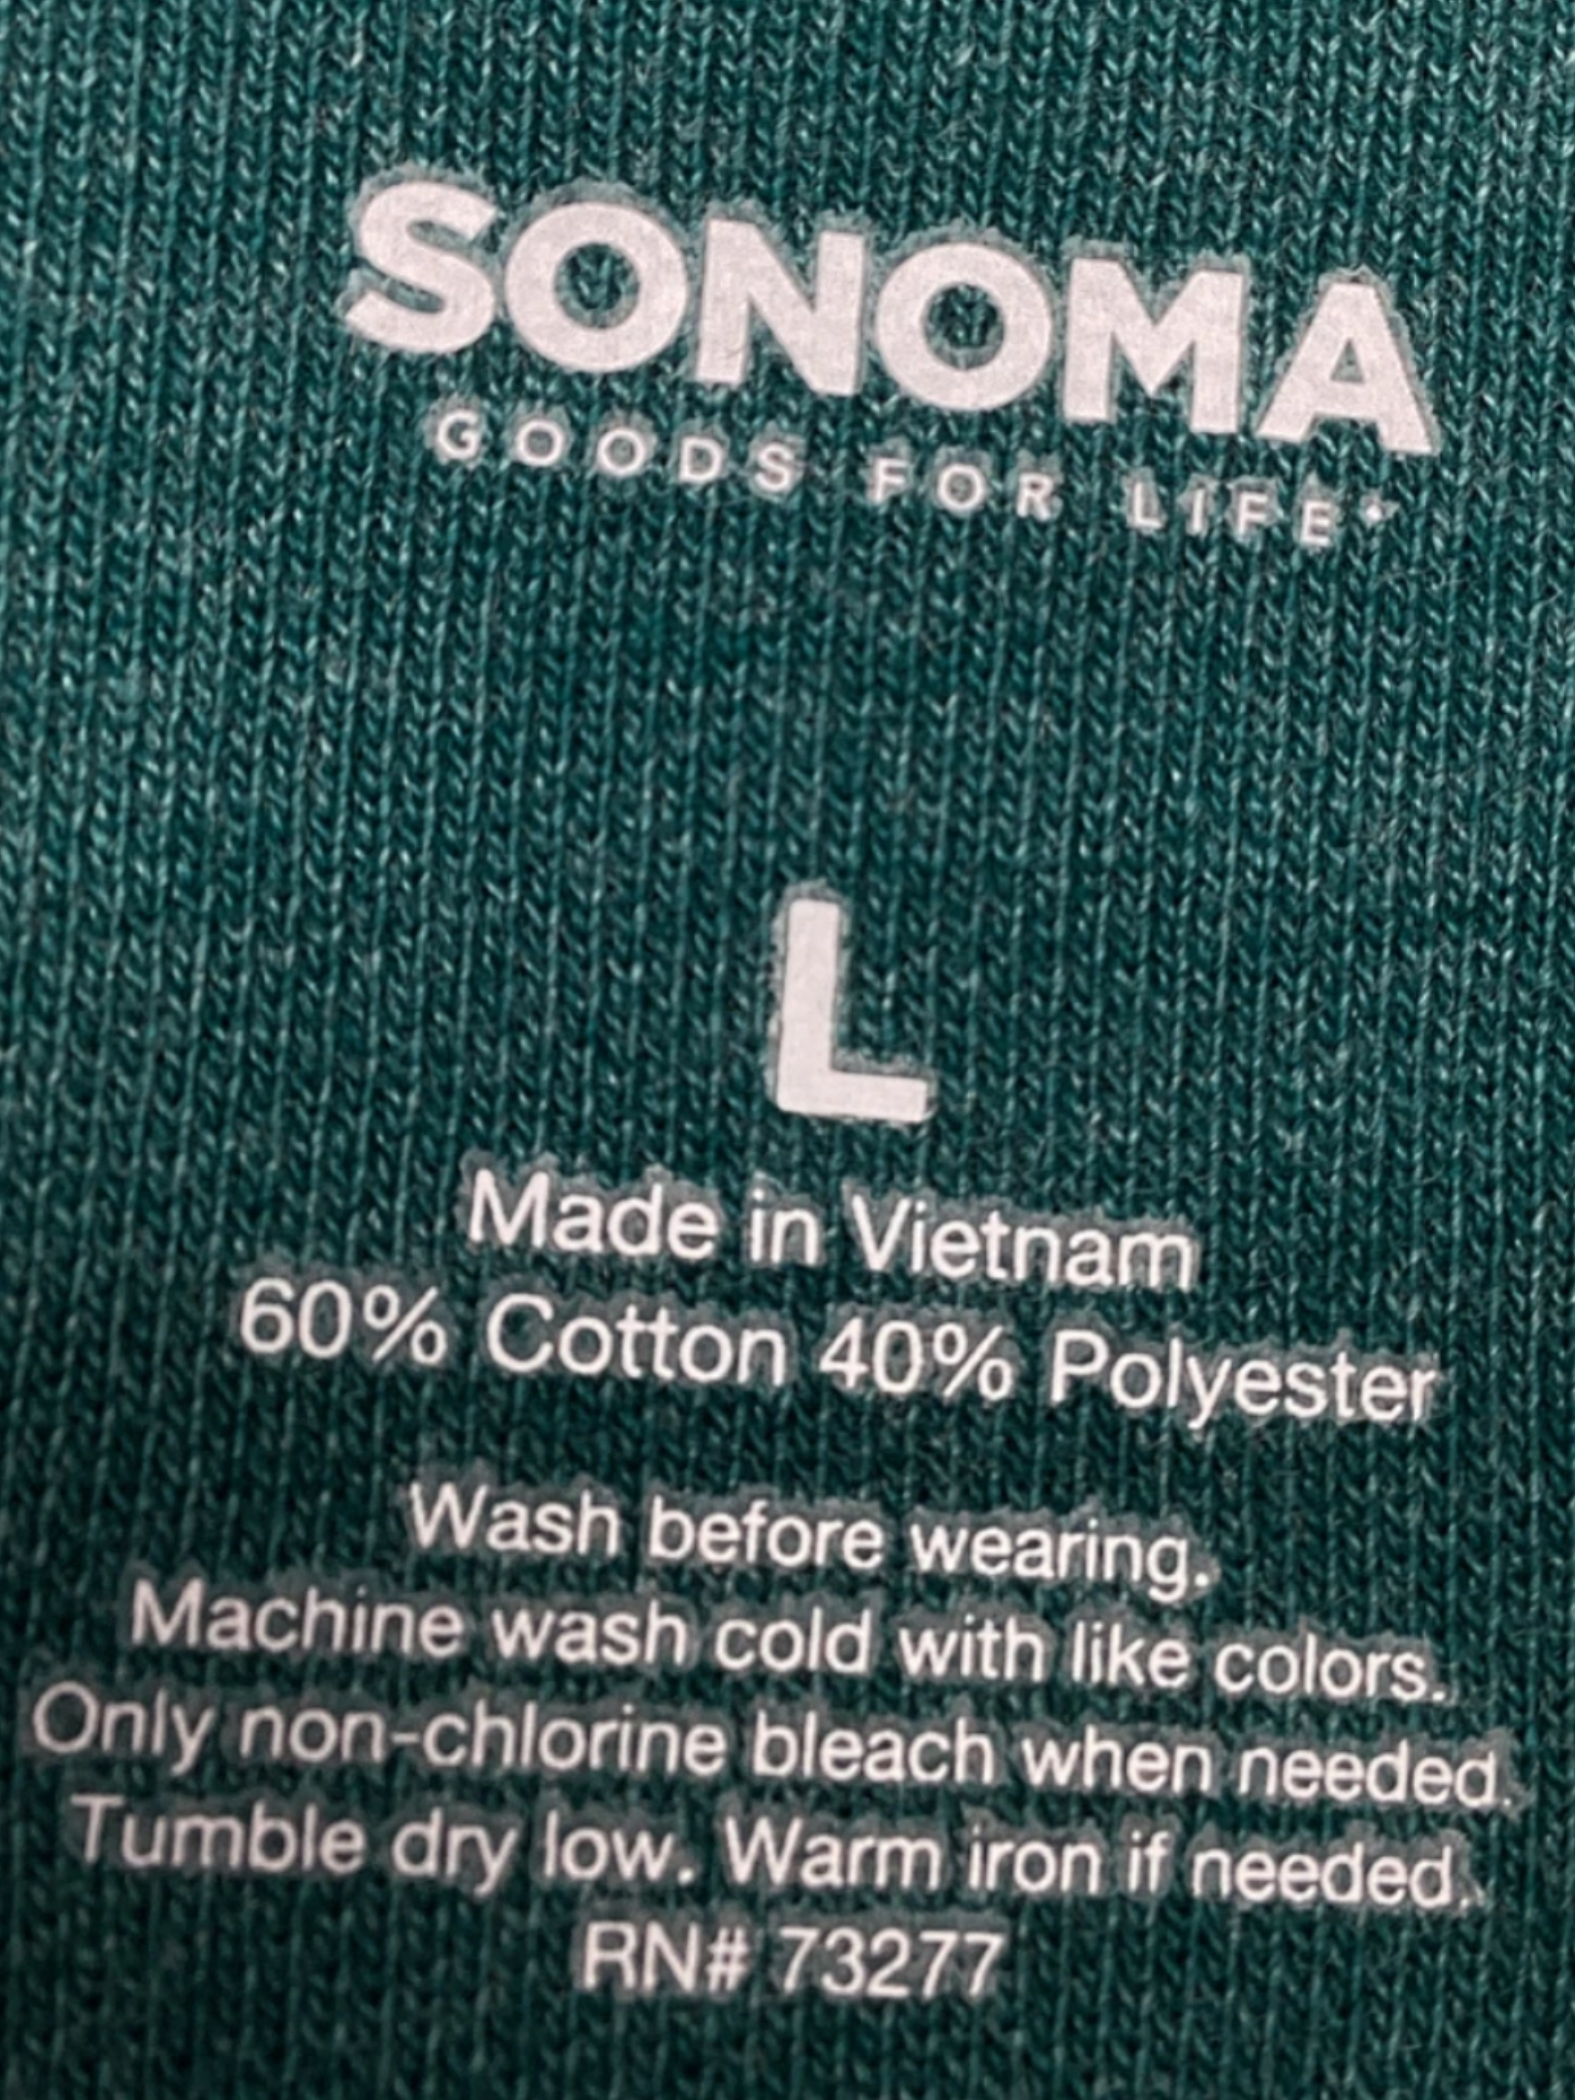 SONOMA
GOODS FOR LIFE
L
Made in Vietnam
60% Cotton 40% Polyester
Wash before wearing.
Machine wash cold with like colors.
Only non-chlorine bleach when needed.
Tumble dry low. Warm iron if needed.
RN# 73277